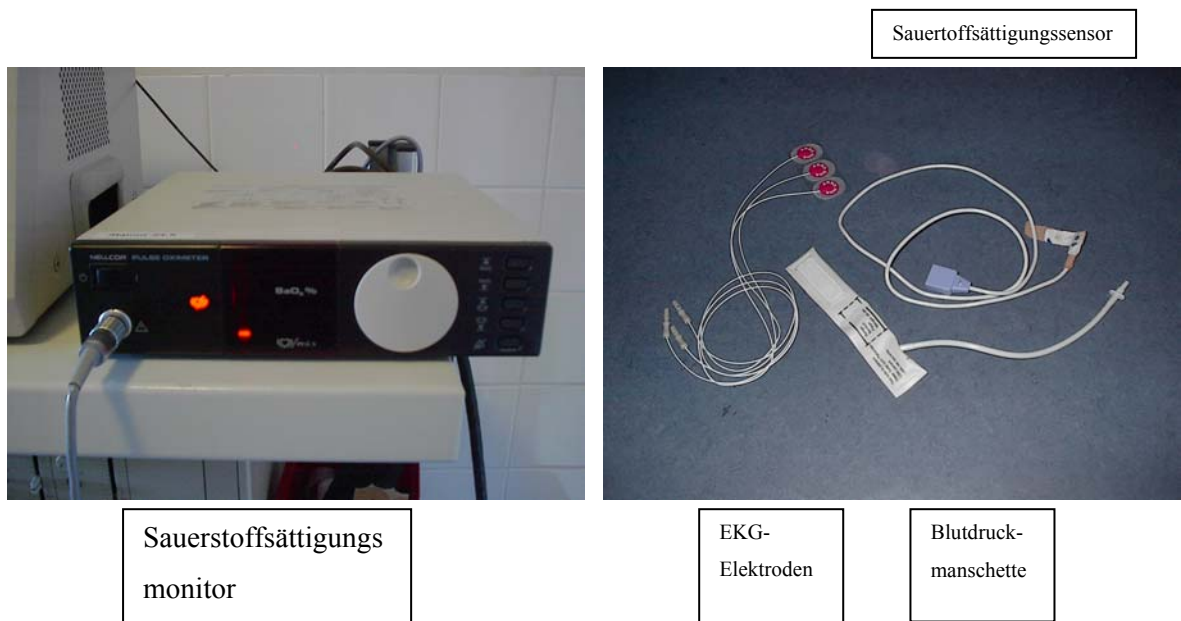 Sauertoffsättigungssensor
NELLCOR PULSE OXIMETER
SaO₂%
Sauerstoffsättigungs
monitor
EKG-
Elektroden
Blutdruck-
manschette